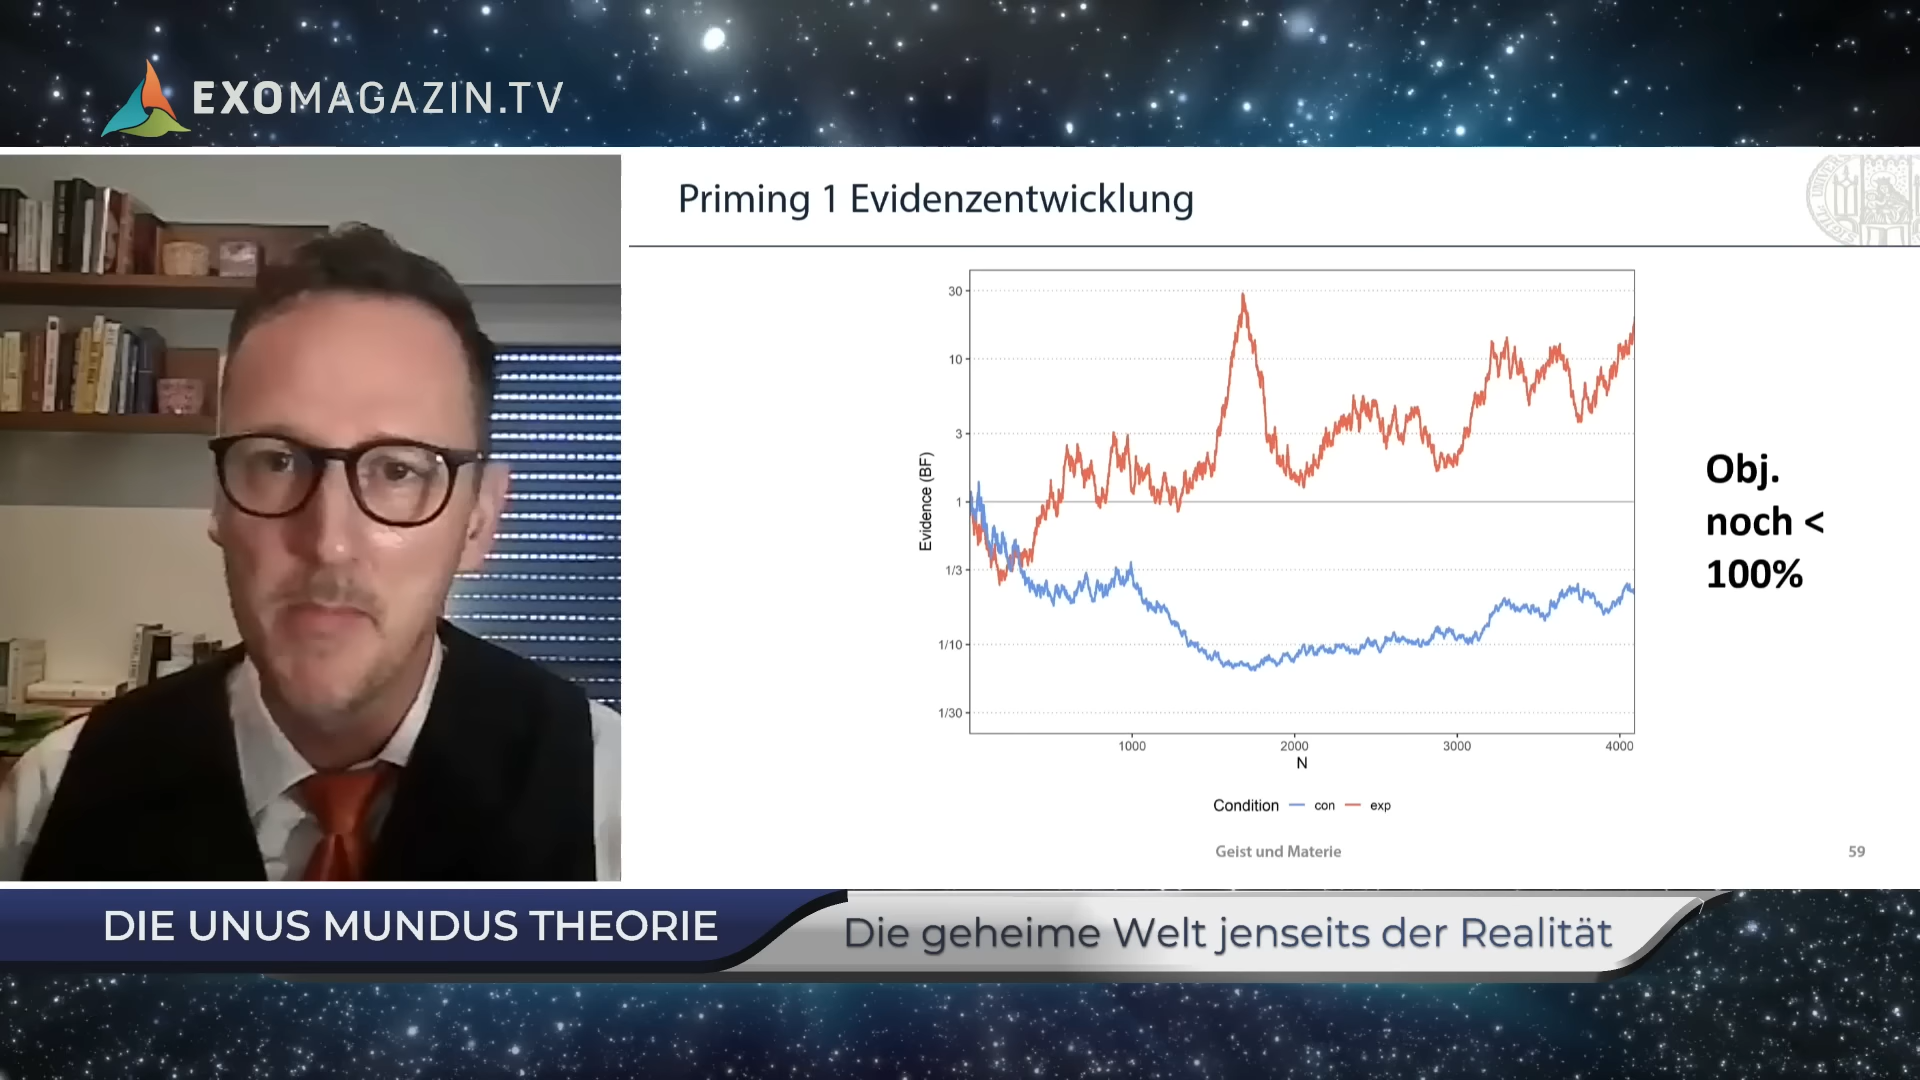 EXOMAGAZIN.TV
Priming 1 Evidenzentwicklung
30
10
3
1
1/3
1/10
1/30
Evidence (BF)
1000
2000
3000
4000
N
Condition con exp
Obj.
noch <
100%
Geist und Materie
59
DIE UNUS MUNDUS THEORIE
Die geheime Welt jenseits der Realität